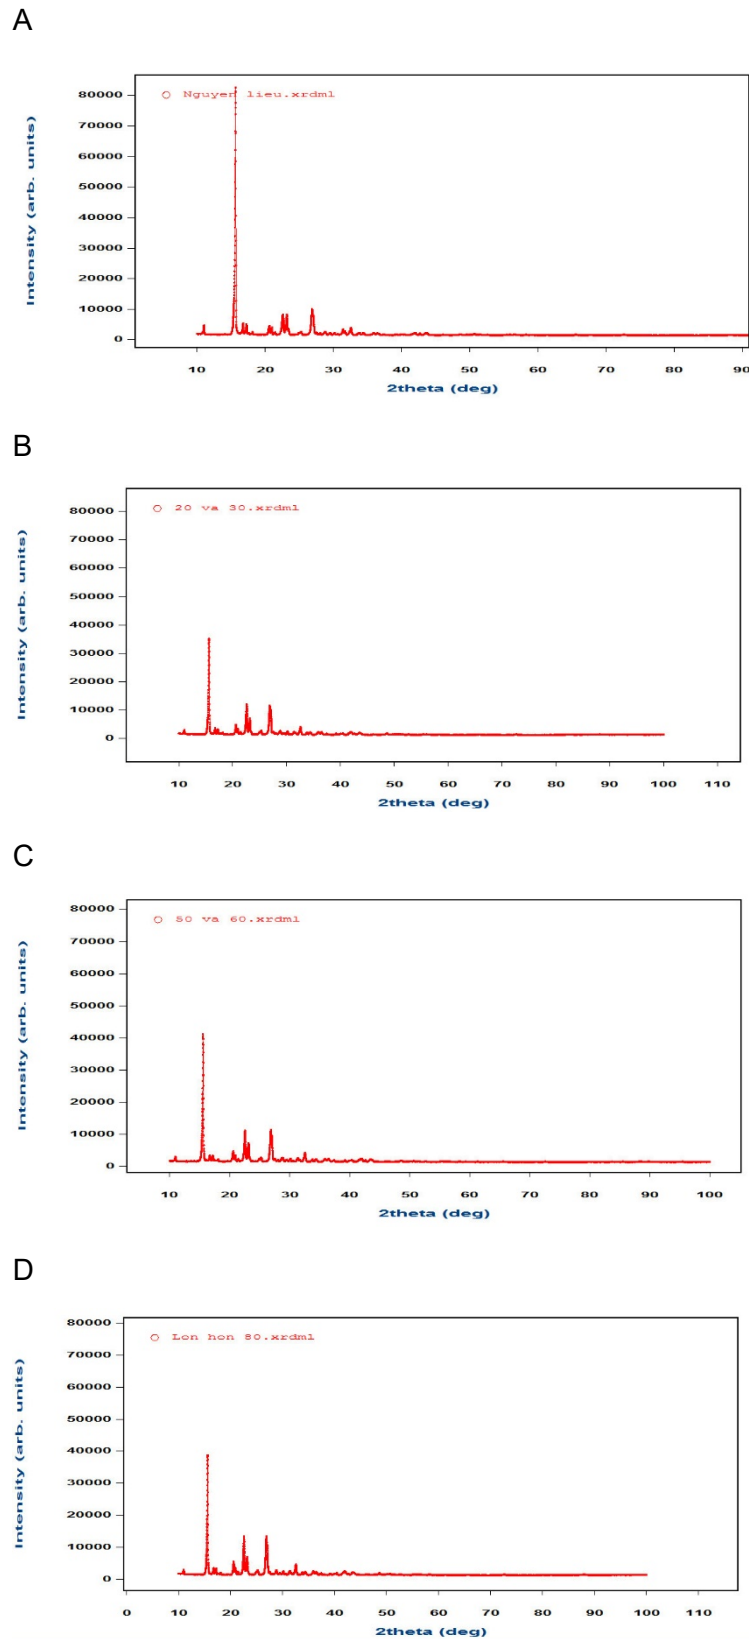 A
Nguyen lieu.xrdml
80000
70000
60000
50000
40000
30000
20000
10000
0
Intensity (arb. units)
10 20 30 40 50 60 70 80 90
2theta (deg)
B
20 va 30.xrdml
80000
70000
60000
50000
40000
30000
20000
10000
0
Intensity (arb. units)
10 20 30 40 50 60 70 80 90 100 110
2theta (deg)
C
50 va 60.xrdml
80000
70000
60000
50000
40000
30000
20000
10000
0
Intensity (arb. units)
10 20 30 40 50 60 70 80 90 100
2theta (deg)
D
Lon hon 80.xrdml
80000
70000
60000
50000
40000
30000
20000
10000
0
Intensity (arb. units)
0 10 20 30 40 50 60 70 80 90 100 110
2theta (deg)